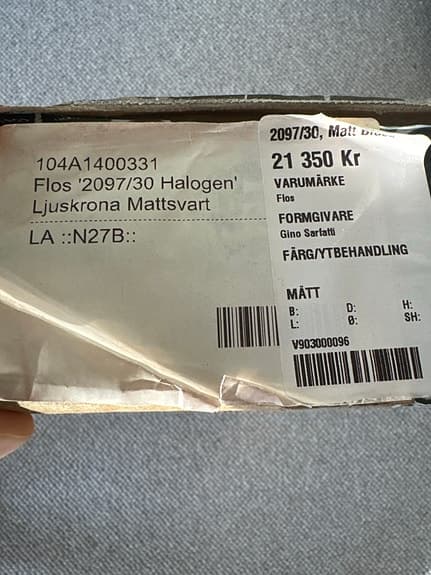 104A1400331
Flos '2097/30 Halogen'
Ljuskrona Mattsvart
LA ::N27B::
2097/30, Matt
21 350 Kr
VARUMÄRKE
Flos
FORMGIVARE
Gino Sarfatti
FÄRG/YTBEHANDLING
MÅTT
B: D: H:
L: Ø: SH:
V903000096